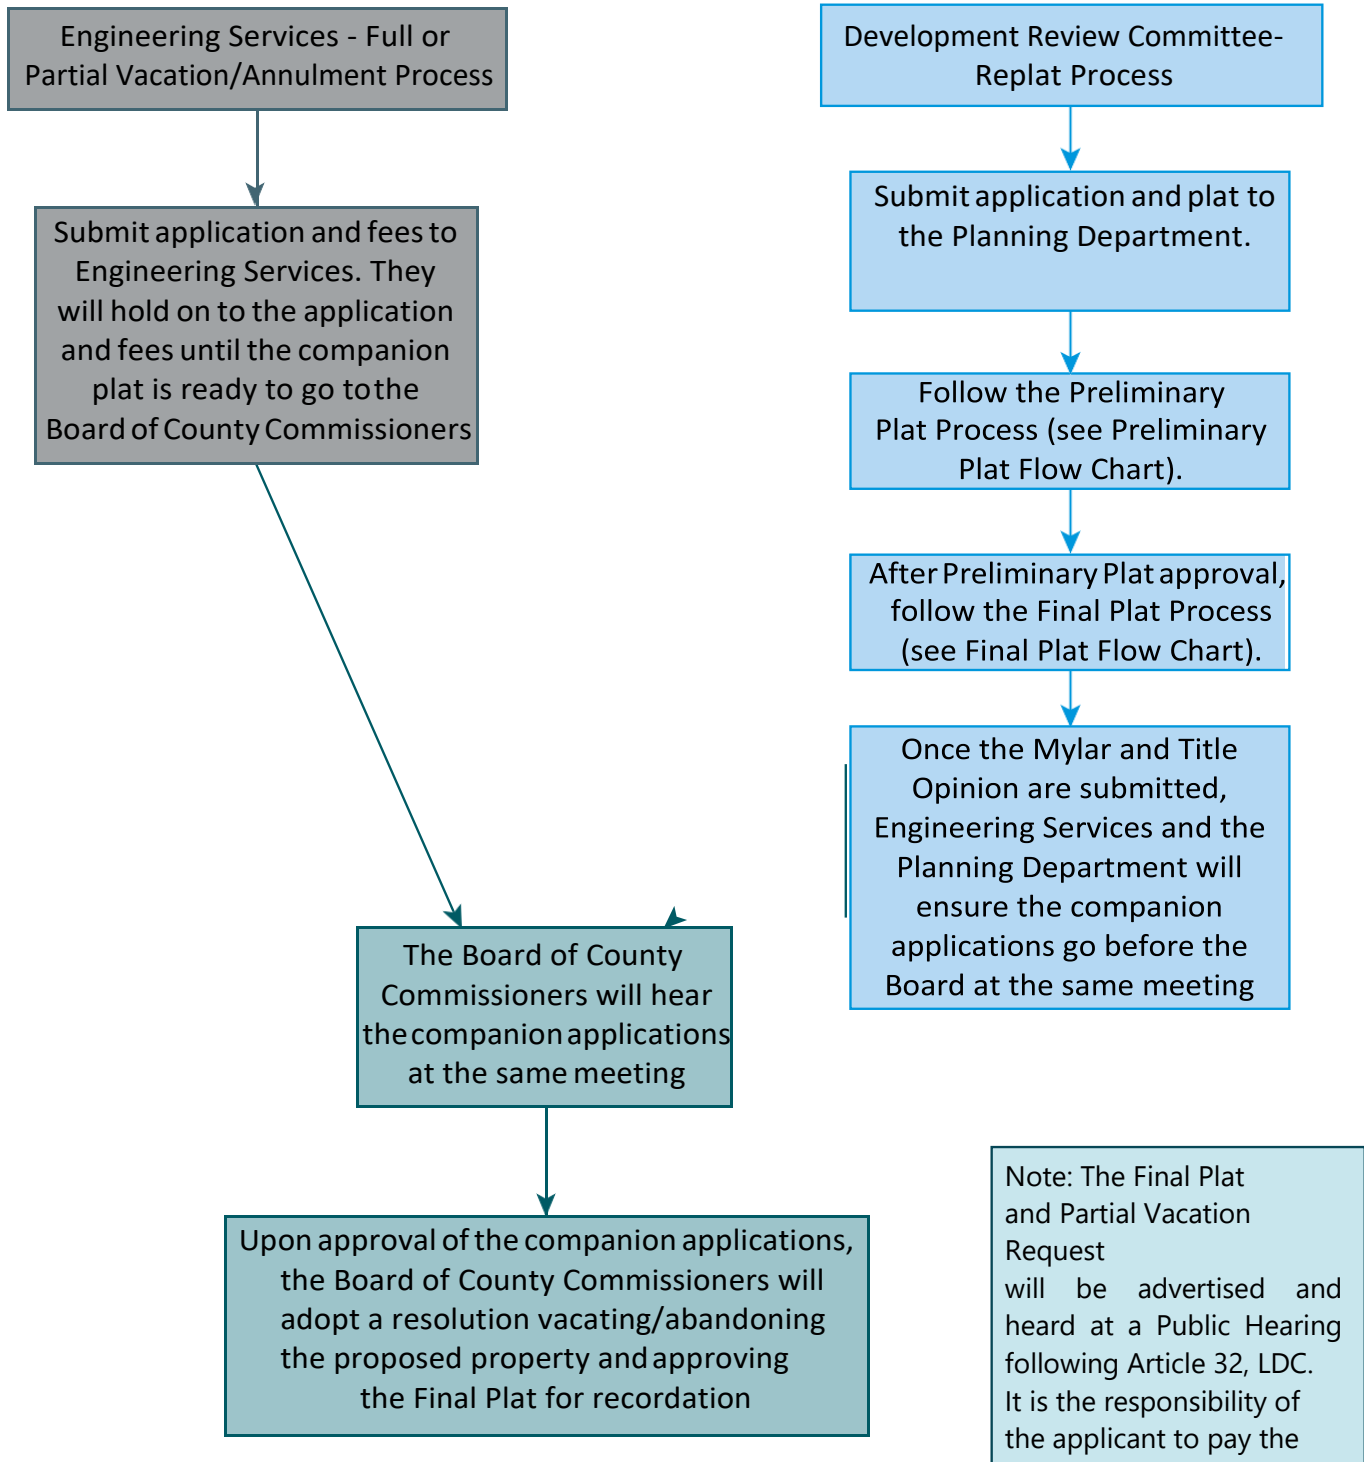 Engineering Services - Full or
Partial Vacation/Annulment Process
Submit application and fees to
Engineering Services. They
will hold on to the application
and fees until the companion
plat is ready to go to the
Board of County Commissioners
Development Review Committee-
Replat Process
Submit application and plat to
the Planning Department.
Follow the Preliminary
Plat Process (see Preliminary
Plat Flow Chart).
After Preliminary Plat approval,
follow the Final Plat Process
(see Final Plat Flow Chart).
Once the Mylar and Title
Opinion are submitted,
Engineering Services and the
Planning Department will
ensure the companion
applications go before the
Board at the same meeting
The Board of County
Commissioners will hear
the companion applications
at the same meeting
Upon approval of the companion applications,
the Board of County Commissioners will
adopt a resolution vacating/abandoning
the proposed property and approving
the Final Plat for recordation
Note: The Final Plat
and Partial Vacation
Request
will be advertised and
heard at a Public Hearing
following Article 32, LDC.
It is the responsibility of
the applicant to pay the